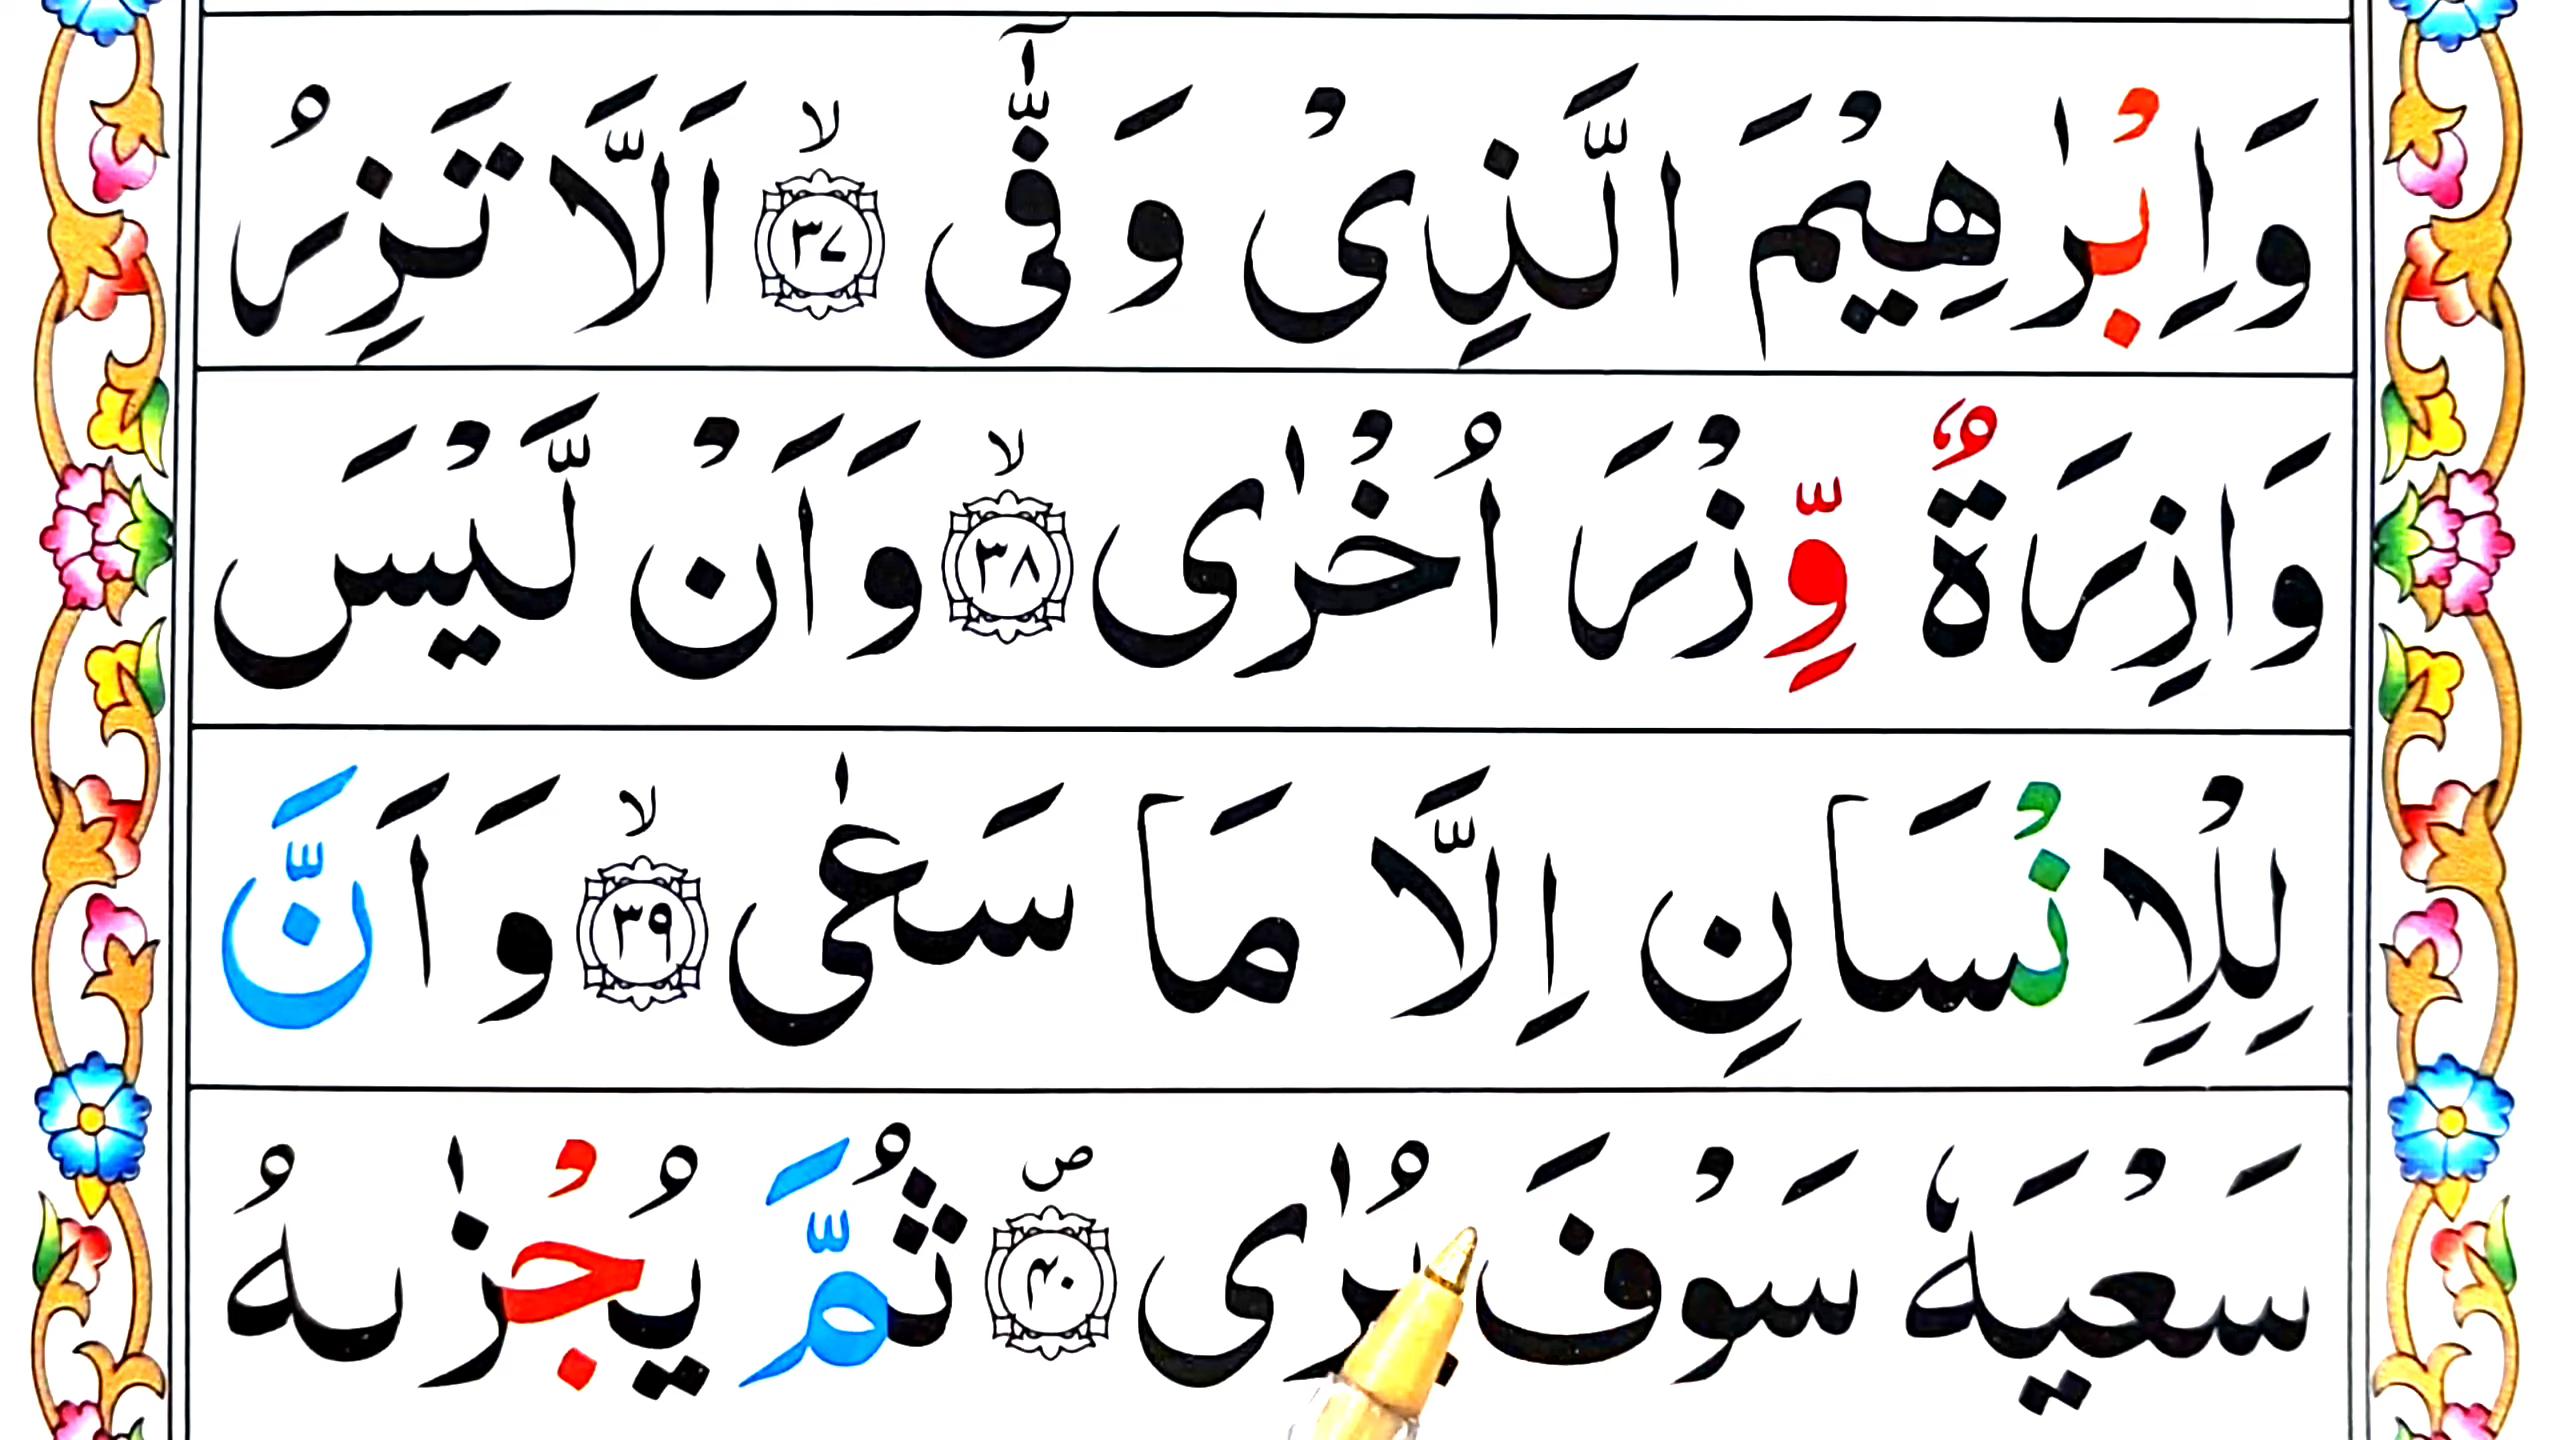 وَاِبْرٰهِيْمَ الَّذِىْ وَفّٰٓى ۙ‏﴿۳۷﴾ اَلَّا تَزِرُ
وَازِرَةٌ وِّزْرَ اُخْرٰى ۙ‏﴿۳۸﴾ وَاَنْ لَّيْسَ
لِلْاِنْسَانِ اِلَّا مَا سَعٰى ۙ‏﴿۳۹﴾ وَاَنَّ
سَعْيَهٗ سَوْفَ يُرٰى ۖ‏﴿۴۰﴾ ثُمَّ يُجْزٰىهُ